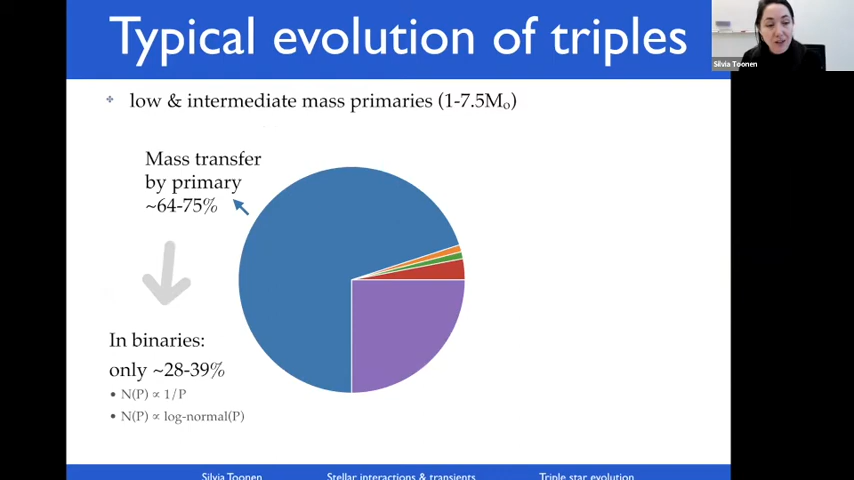 Typical evolution of triples
Silvia Toonen
low & intermediate mass primaries (1-7.5Mₒ)
Mass transfer
by primary
~64-75%
In binaries:
only ~28-39%
• N(P) ∝ 1/P
• N(P) ∝ log-normal(P)
Silvia Toonen Stellar interactions & transients Triple star evolution